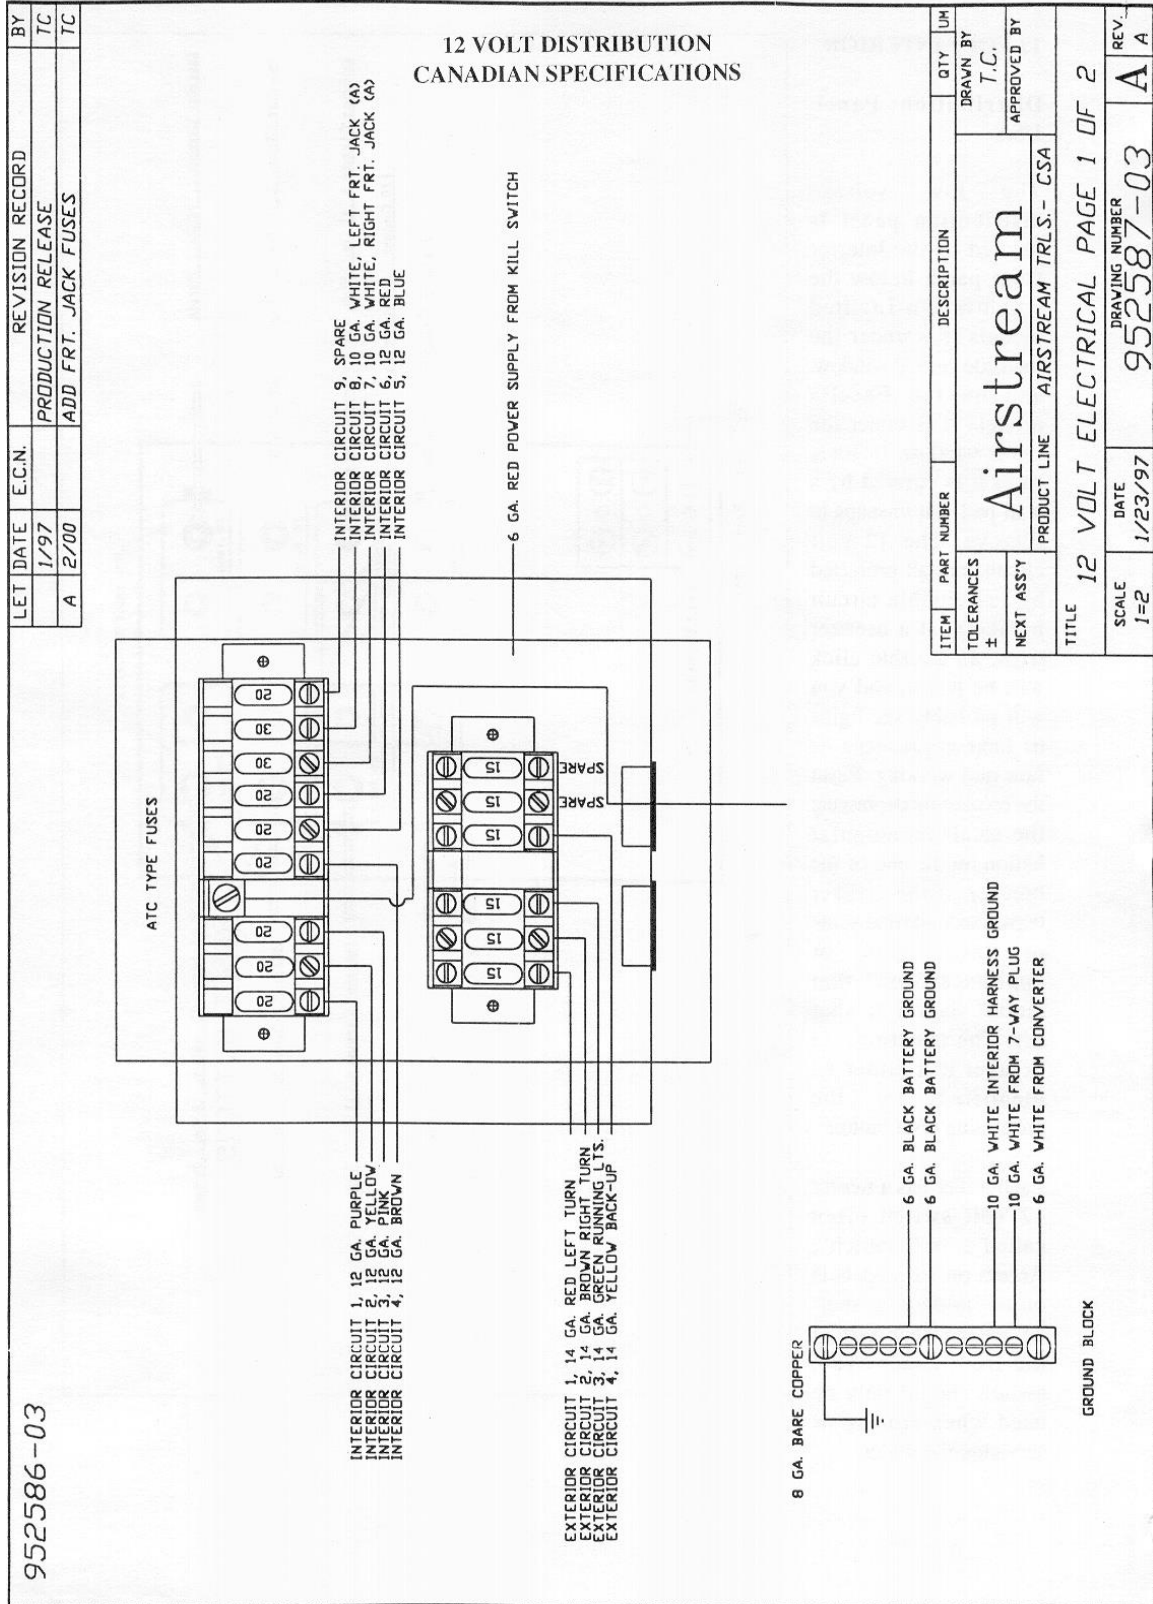 12 VOLT DISTRIBUTION
CANADIAN SPECIFICATIONS
952586-03
LET DATE E.C.N. REVISION RECORD BY
1/97 PRODUCTION RELEASE TC
A 2/00 ADD FRT. JACK FUSES TC
ATC TYPE FUSES
20 20 20 20 20 20 30 30 20
INTERIOR CIRCUIT 9, SPARE
INTERIOR CIRCUIT 8, 10 GA. WHITE, LEFT FRT. JACK (A)
INTERIOR CIRCUIT 7, 10 GA. WHITE, RIGHT FRT. JACK (A)
INTERIOR CIRCUIT 6, 12 GA. RED
INTERIOR CIRCUIT 5, 12 GA. BLUE
INTERIOR CIRCUIT 1, 12 GA. PURPLE
INTERIOR CIRCUIT 2, 12 GA. YELLOW
INTERIOR CIRCUIT 3, 12 GA. PINK
INTERIOR CIRCUIT 4, 12 GA. BROWN
6 GA. RED POWER SUPPLY FROM KILL SWITCH
15 15 15 15 15 15
SPARE
SPARE
EXTERIOR CIRCUIT 1, 14 GA. RED LEFT TURN
EXTERIOR CIRCUIT 2, 14 GA. BROWN RIGHT TURN
EXTERIOR CIRCUIT 3, 14 GA. GREEN RUNNING LTS.
EXTERIOR CIRCUIT 4, 14 GA. YELLOW BACK-UP
8 GA. BARE COPPER
6 GA. BLACK BATTERY GROUND
6 GA. BLACK BATTERY GROUND
10 GA. WHITE INTERIOR HARNESS GROUND
10 GA. WHITE FROM 7-WAY PLUG
6 GA. WHITE FROM CONVERTER
GROUND BLOCK
ITEM PART NUMBER DESCRIPTION QTY UM
TOLERANCES
±
NEXT ASS'Y
Airstream
DRAWN BY
T.C.
APPROVED BY
PRODUCT LINE AIRSTREAM TRLS.- CSA
TITLE
12 VOLT ELECTRICAL PAGE 1 OF 2
SCALE
1=2
DATE
1/23/97
DRAWING NUMBER
952587-03
A
REV.
A